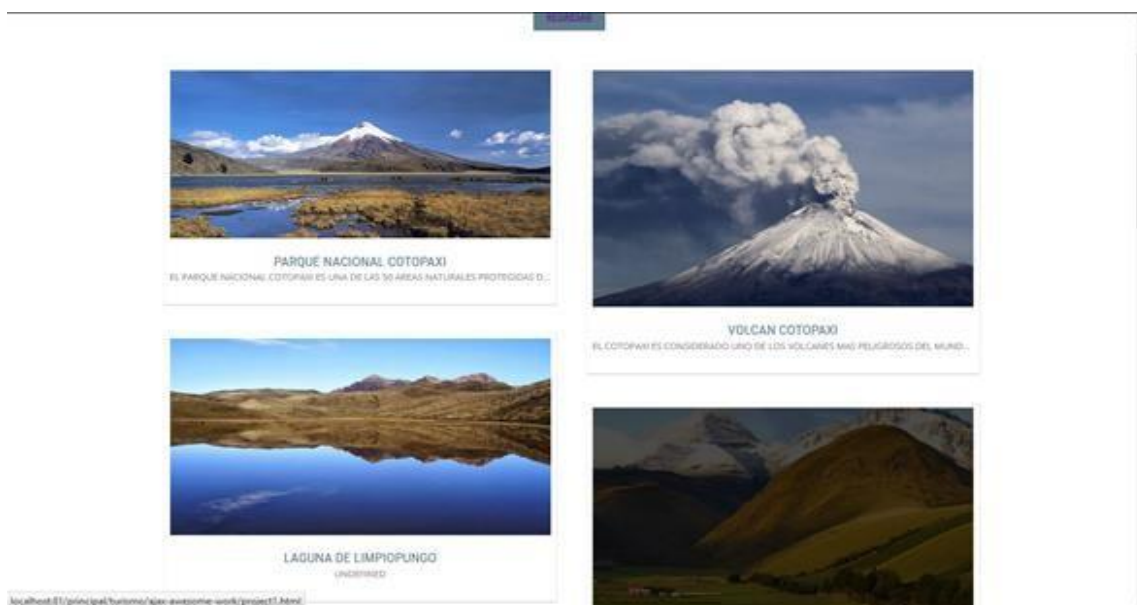 REGRESAR
PARQUE NACIONAL COTOPAXI
EL PARQUE NACIONAL COTOPAXI ES UNA DE LAS 50 AREAS NATURALES PROTEGIDAS D...
VOLCAN COTOPAXI
EL COTOPAXI ES CONSIDERADO UNO DE LOS VOLCANES MAS PELIGROSOS DEL MUND...
LAGUNA DE LIMPIOPUNGO
UNDEFINED
localhost:81/principal/turismo/ajax-awesome-work/project1.html